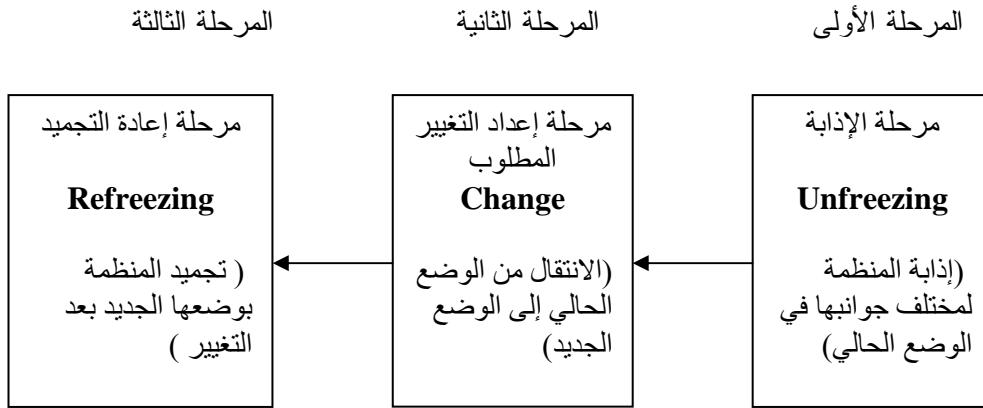 المرحلة الأولى
المرحلة الثانية
المرحلة الثالثة
مرحلة الإذابة
Unfreezing
(إذابة المنظمة
لمختلف جوانبها في
الوضع الحالي)
مرحلة إعداد التغيير
المطلوب
Change
(الانتقال من الوضع
الحالي إلى الوضع
الجديد)
مرحلة إعادة التجميد
Refreezing
( تجميد المنظمة
بوضعها الجديد بعد
التغيير )